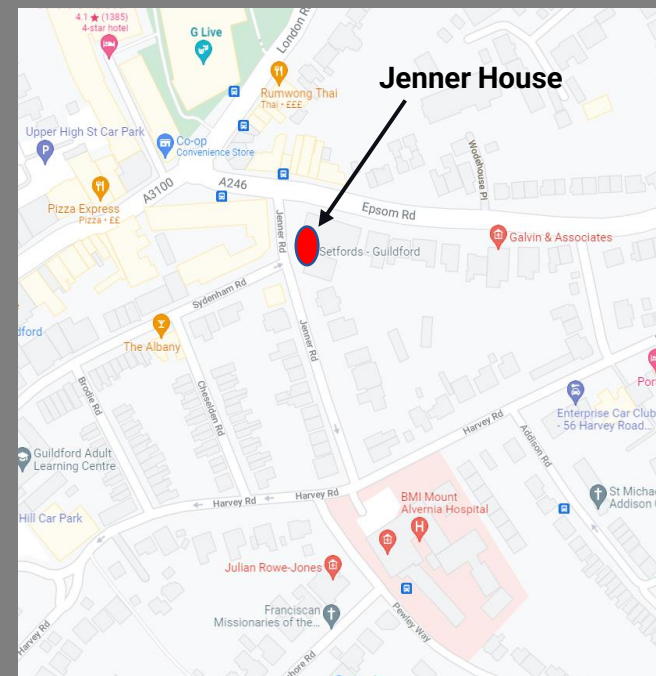 4.1★ (1385)
4-star hotel
G Live
London R
Jenner House
Rumwong Thai
Thai • £££
Upper High St Car Park
P
Co-op
Convenience Store
Wodehouse Pl
Pizza Express
Pizza • ££
A3100
A246
Epsom Rd
Jenner Rd
Galvin & Associates
Setfords - Guildford
Sydenham Rd
ford
The Albany
Jenner Rd
Brodie Rd
Cheselden Rd
Por
Enterprise Car Club
- 56 Harvey Road...
Harvey Rd
Addison Rd
Guildford Adult
Learning Centre
Harvey Rd
Harvey Rd
BMI Mount
Alvernia Hospital
H
St Michae
Addison
Hill Car Park
Julian Rowe-Jones
Franciscan
Missionaries of the...
Pewley Way
Harvey Rd
hore Rd